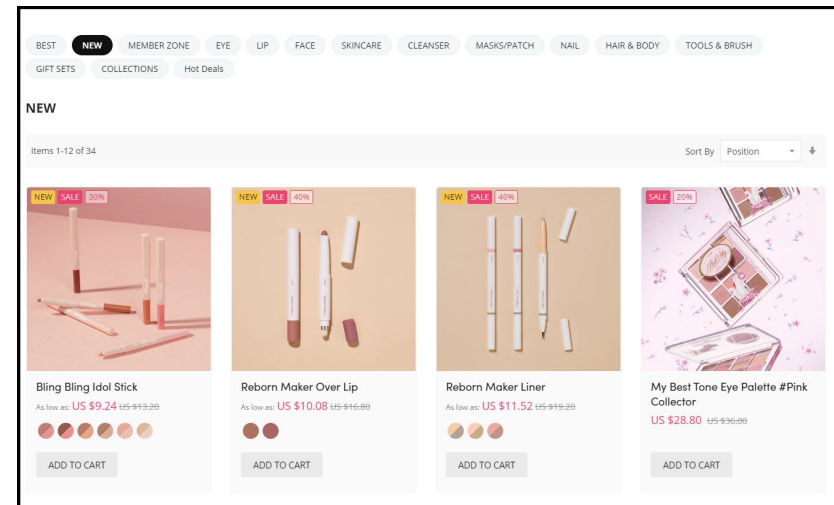 BEST NEW MEMBER ZONE EYE LIP FACE SKINCARE CLEANSER MASKS/PATCH NAIL HAIR & BODY TOOLS & BRUSH
GIFT SETS COLLECTIONS Hot Deals
NEW
Items 1-12 of 34
Sort By Position
NEW SALE 30%
NEW SALE 40%
NEW SALE 40%
SALE 20%
Bling Bling Idol Stick
As low as: US $9.24 US $13.20
ADD TO CART
Reborn Maker Over Lip
As low as: US $10.08 US $16.80
ADD TO CART
Reborn Maker Liner
As low as: US $11.52 US $19.20
ADD TO CART
My Best Tone Eye Palette #Pink
Collector
US $28.80 US $36.00
ADD TO CART